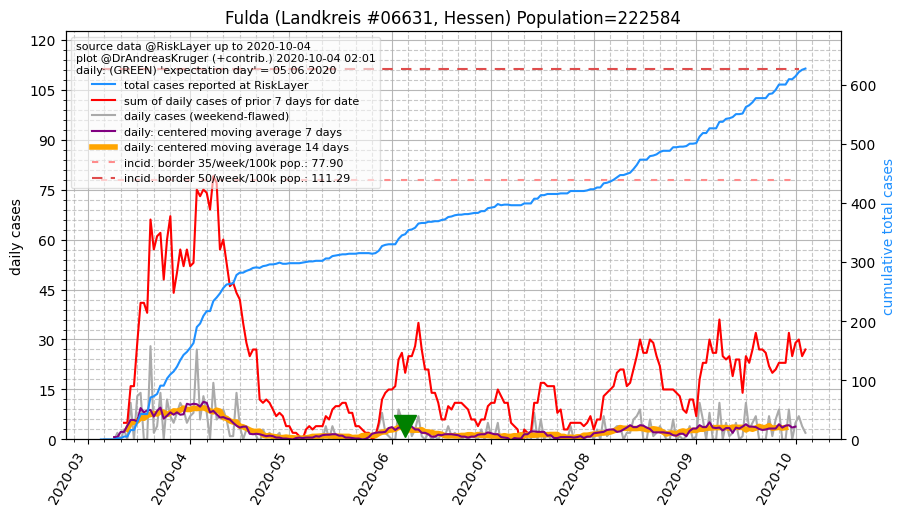 Fulda (Landkreis #06631, Hessen) Population=222584
source data @RiskLayer up to 2020-10-04
plot @DrAndreasKruger (+contrib.) 2020-10-04 02:01
daily: (GREEN) 'expectation day' = 05.06.2020
total cases reported at RiskLayer
sum of daily cases of prior 7 days for date
daily cases (weekend-flawed)
daily: centered moving average 7 days
daily: centered moving average 14 days
incid. border 35/week/100k pop.: 77.90
incid. border 50/week/100k pop.: 111.29
daily cases
120
105
90
75
60
45
30
15
0
cumulative total cases
600
500
400
300
200
100
0
2020-03
2020-04
2020-05
2020-06
2020-07
2020-08
2020-09
2020-10